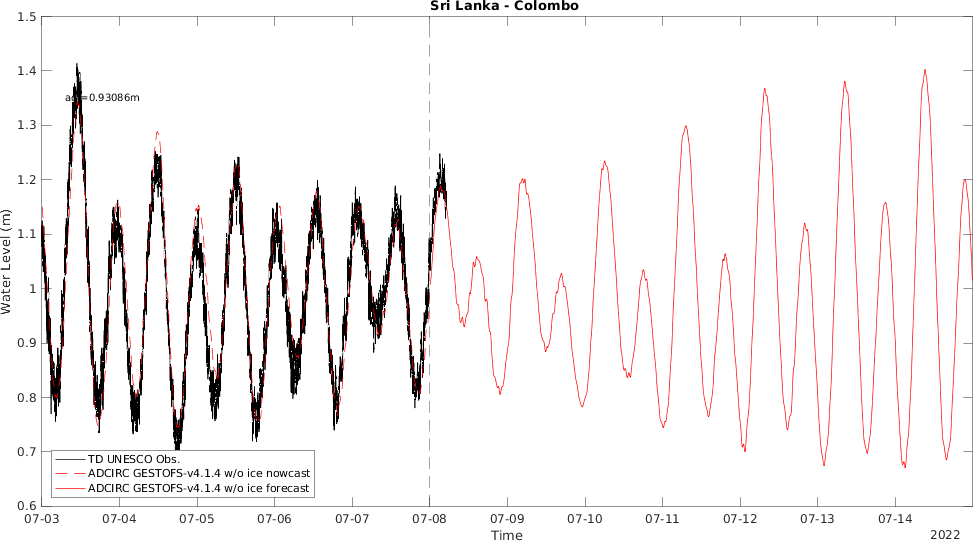 Sri Lanka - Colombo
1.5
1.4
1.3
1.2
1.1
1
0.9
0.8
0.7
0.6
Water Level (m)
=0.93086m
TD UNESCO Obs.
ADCIRC GESTOFS-v4.1.4 w/o ice nowcast
ADCIRC GESTOFS-v4.1.4 w/o ice forecast
07-03 07-04 07-05 07-06 07-07 07-08 07-09 07-10 07-11 07-12 07-13 07-14
Time
2022